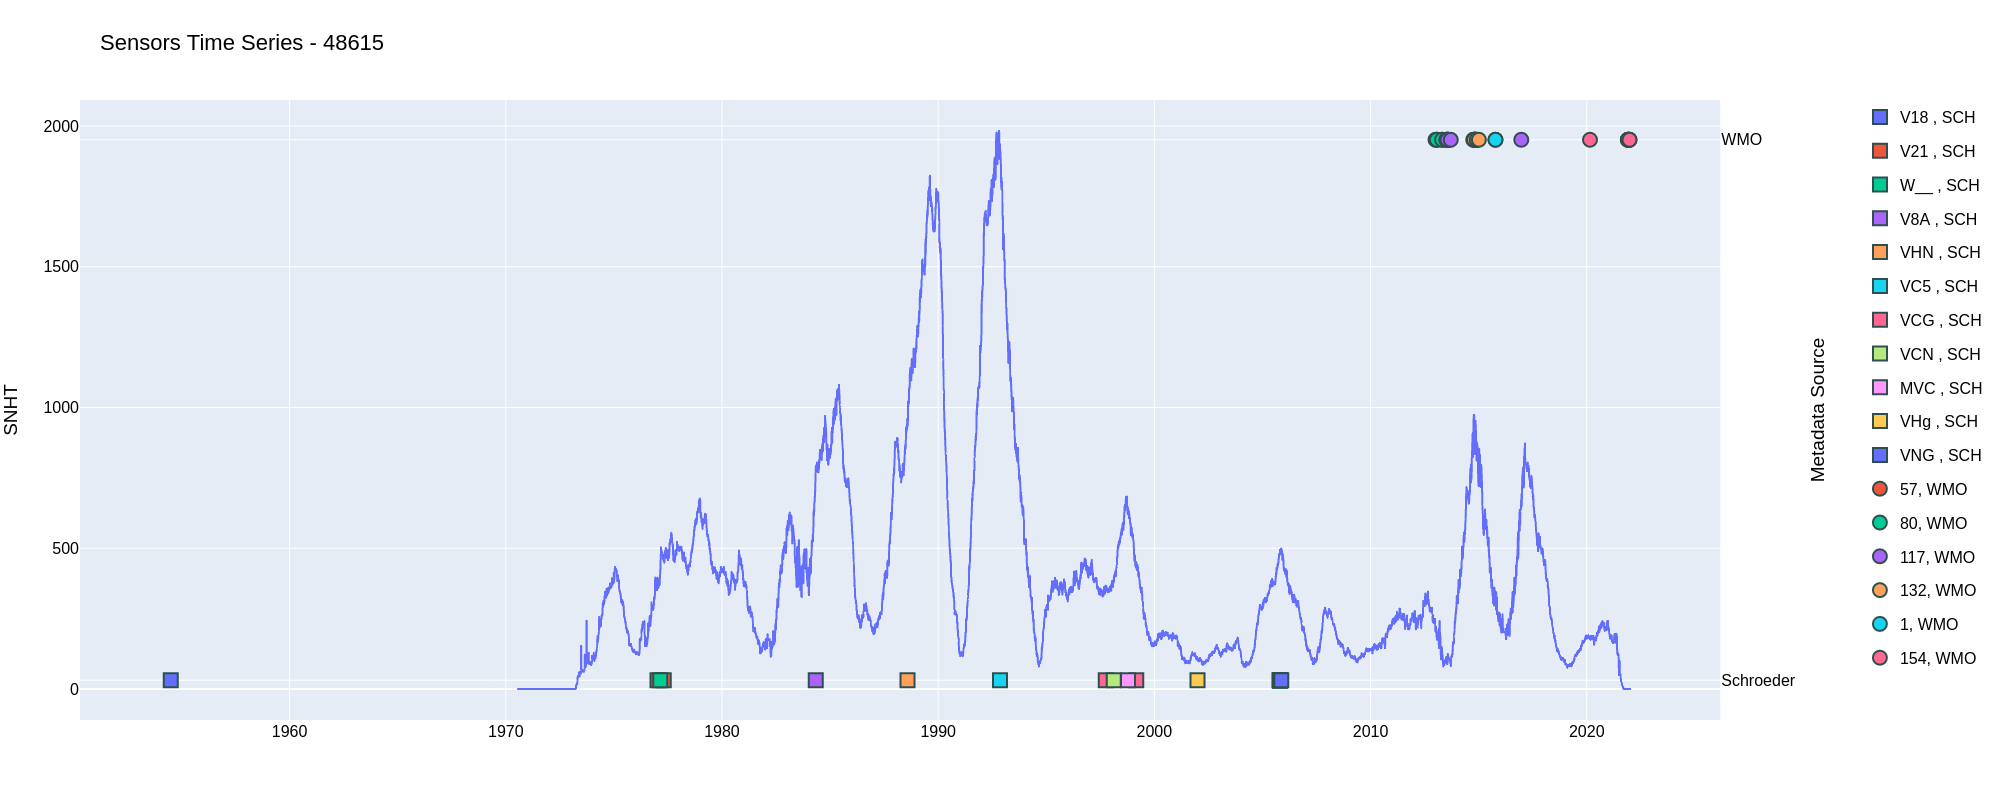 Sensors Time Series - 48615
2000
1500
1000
500
0
SNHT
1960
1970
1980
1990
2000
2010
2020
WMO
Schroeder
Metadata Source
V18 , SCH
V21 , SCH
W__ , SCH
V8A , SCH
VHN , SCH
VC5 , SCH
VCG , SCH
VCN , SCH
MVC , SCH
VHg , SCH
VNG , SCH
57, WMO
80, WMO
117, WMO
132, WMO
1, WMO
154, WMO